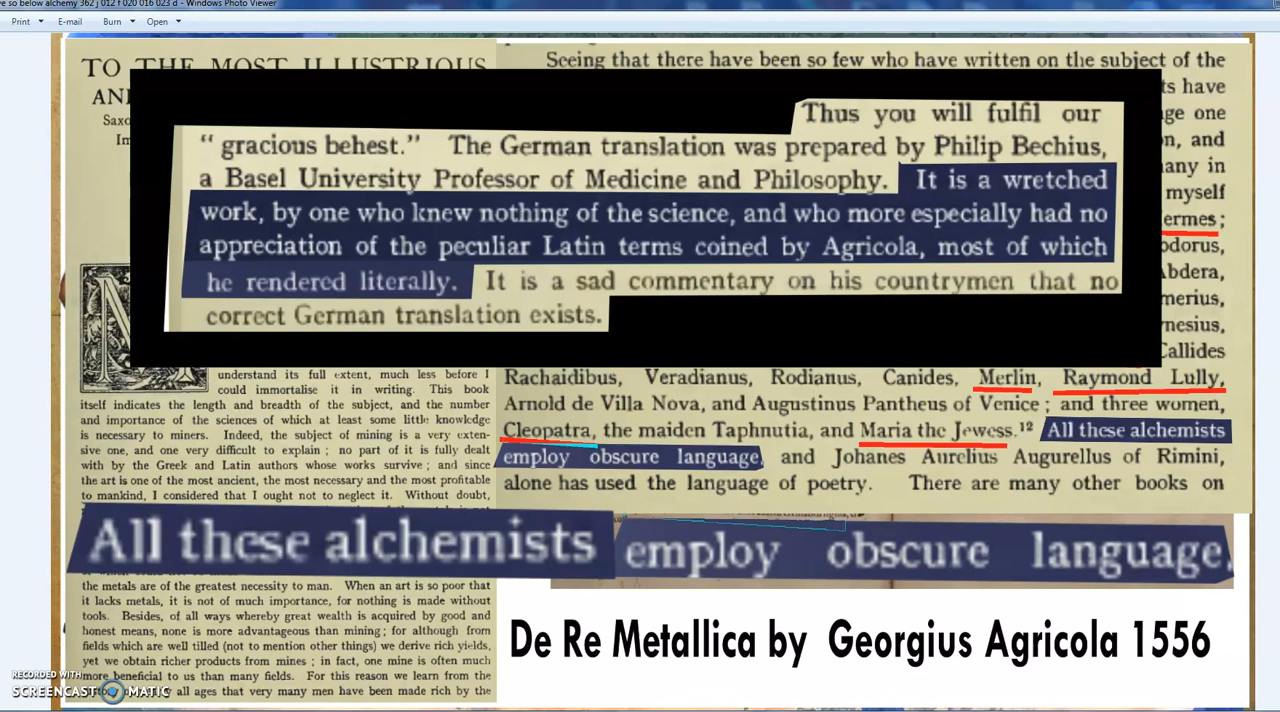 e so below alchemy 362 j 012 f 020 016 023 d - Windows Photo Viewer
Print E-mail Burn Open
TO THE MOST ILLUSTRIOUS
AN
Saxo
Im
Seeing that there have been so few who have written on the subject of the
ts have
ge one
n, and
any in
myself
ermes;
odorus,
Abdera,
merius,
nesius,
Callides
Thus you will fulfil our
“ gracious behest.” The German translation was prepared by Philip Bechius,
a Basel University Professor of Medicine and Philosophy. It is a wretched
work, by one who knew nothing of the science, and who more especially had no
appreciation of the peculiar Latin terms coined by Agricola, most of which
he rendered literally. It is a sad commentary on his countrymen that no
correct German translation exists.
understand its full extent, much less before I
could immortalise it in writing. This book
itself indicates the length and breadth of the subject, and the number
and importance of the sciences of which at least some little knowledge
is necessary to miners. Indeed, the subject of mining is a very exten-
sive one, and one very difficult to explain ; no part of it is fully dealt
with by the Greek and Latin authors whose works survive ; and since
the art is one of the most ancient, the most necessary and the most profitable
to mankind, I considered that I ought not to neglect it. Without doubt,
Rachaidibus, Veradianus, Rodianus, Canides, Merlin, Raymond Lully,
Arnold de Villa Nova, and Augustinus Pantheus of Venice ; and three women,
Cleopatra, the maiden Taphnutia, and Maria the Jewess.¹² All these alchemists
employ obscure language, and Johanes Aurelius Augurellus of Rimini,
alone has used the language of poetry. There are many other books on
All these alchemists employ obscure language,
the metals are of the greatest necessity to man. When an art is so poor that
it lacks metals, it is not of much importance, for nothing is made without
tools. Besides, of all ways whereby great wealth is acquired by good and
honest means, none is more advantageous than mining ; for although from
fields which are well tilled (not to mention other things) we derive rich yields,
yet we obtain richer products from mines ; in fact, one mine is often much
more beneficial to us than many fields. For this reason we learn from the
all ages that very many men have been made rich by the
De Re Metallica by Georgius Agricola 1556
RECORDED WITH
SCREENCAST MATIC